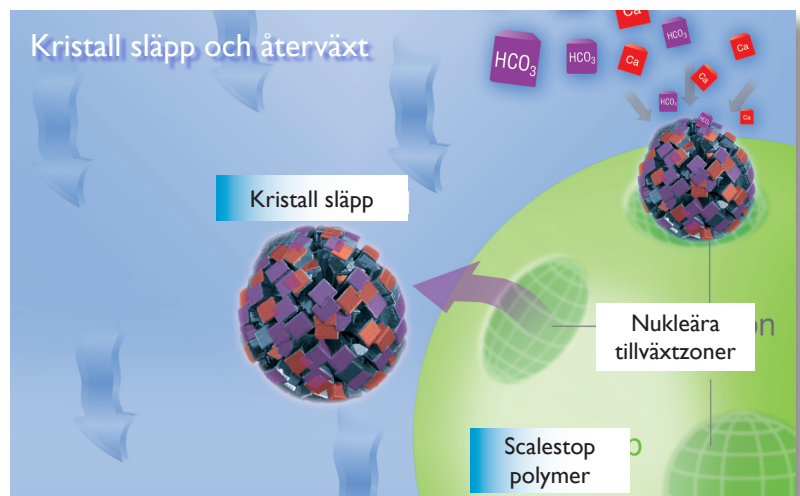 Kristall släpp och återväxt
Ca
HCO3
HCO3
HCO3
Ca
Ca
Ca
HCO3
HCO3
Ca
Kristall släpp
Nukleära
tillväxtzoner
Scalestop
polymer